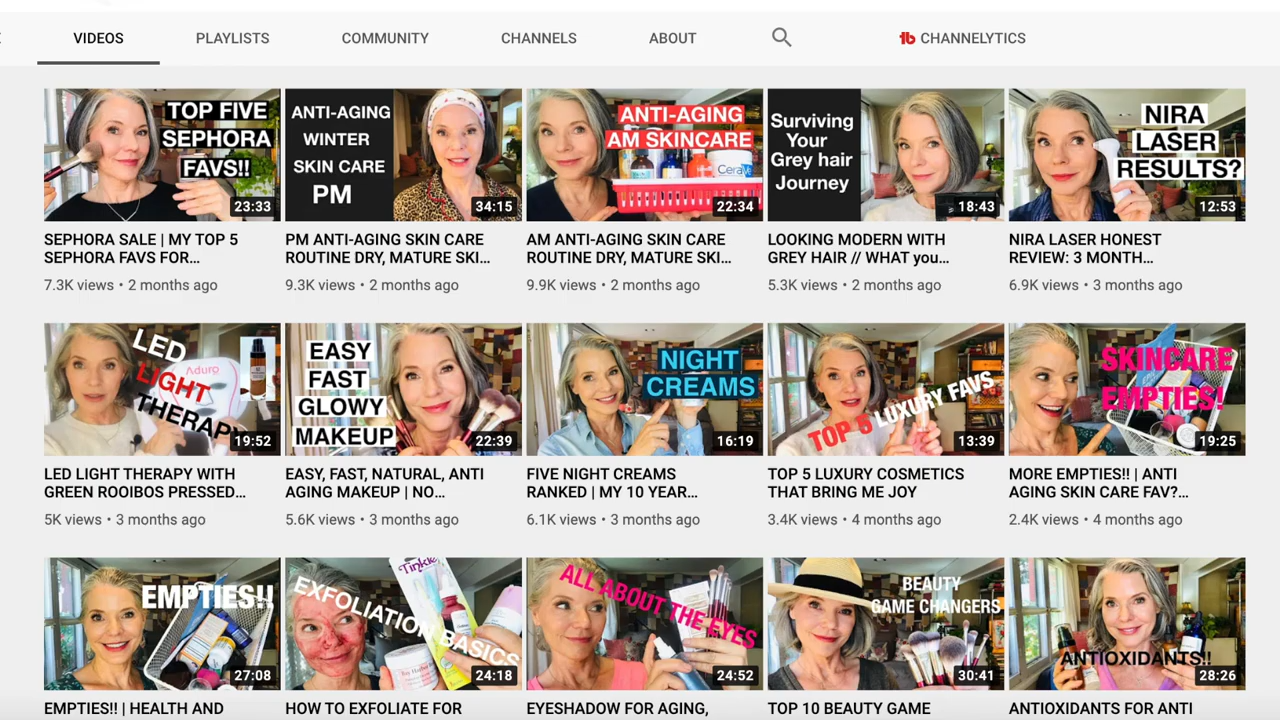 VIDEOS PLAYLISTS COMMUNITY CHANNELS ABOUT CHANNELYTICS
TOP FIVE
SEPHORA
FAVS!!
23:33
ANTI-AGING
WINTER
SKIN CARE
PM
34:15
ANTI-AGING
AM SKINCARE
CeraVe
22:34
Surviving
Your
Grey hair
Journey
18:43
NIRA
LASER
RESULTS?
12:53
SEPHORA SALE | MY TOP 5
SEPHORA FAVS FOR...
7.3K views • 2 months ago
PM ANTI-AGING SKIN CARE
ROUTINE DRY, MATURE SKI...
9.3K views • 2 months ago
AM ANTI-AGING SKIN CARE
ROUTINE DRY, MATURE SKI...
9.9K views • 2 months ago
LOOKING MODERN WITH
GREY HAIR // WHAT you...
5.3K views • 2 months ago
NIRA LASER HONEST
REVIEW: 3 MONTH...
6.9K views • 3 months ago
LED
LIGHT
THERAPY
Aduro
19:52
EASY
FAST
GLOWY
MAKEUP
22:39
NIGHT
CREAMS
16:19
TOP 5 LUXURY FAVS
13:39
SKINCARE
EMPTIES!
19:25
LED LIGHT THERAPY WITH
GREEN ROOIBOS PRESSED...
5K views • 3 months ago
EASY, FAST, NATURAL, ANTI
AGING MAKEUP | NO...
5.6K views • 3 months ago
FIVE NIGHT CREAMS
RANKED | MY 10 YEAR...
6.1K views • 3 months ago
TOP 5 LUXURY COSMETICS
THAT BRING ME JOY
3.4K views • 4 months ago
MORE EMPTIES!! | ANTI
AGING SKIN CARE FAV?...
2.4K views • 4 months ago
EMPTIES!!
27:08
EXFOLIATION BASICS
Tinkle
24:18
ALL ABOUT THE EYES
24:52
BEAUTY
GAME CHANGERS
30:41
ANTIOXIDANTS!!
28:26
EMPTIES!! | HEALTH AND
HOW TO EXFOLIATE FOR
EYESHADOW FOR AGING,
TOP 10 BEAUTY GAME
ANTIOXIDANTS FOR ANTI